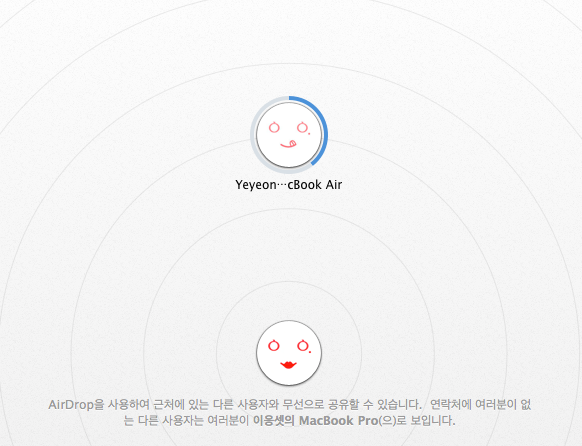 Yeyeon…cBook Air
AirDrop을 사용하여 근처에 있는 다른 사용자와 무선으로 공유할 수 있습니다. 연락처에 여러분이 없
는 다른 사용자는 여러분이 이웅셋의 MacBook Pro(으)로 보입니다.